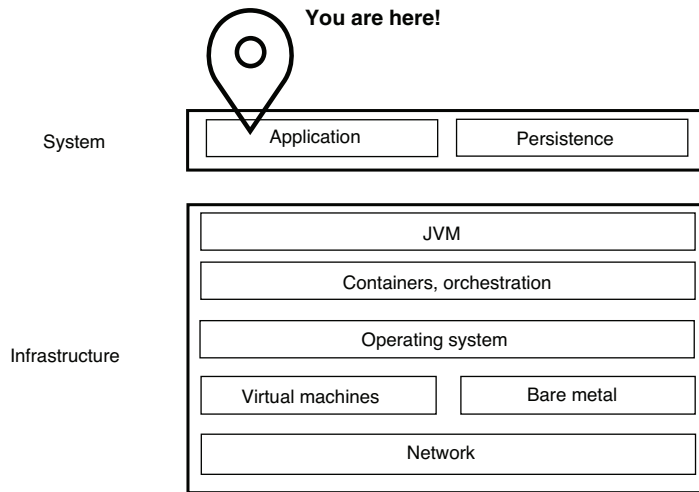 You are here!
System
Application
Persistence
JVM
Containers, orchestration
Operating system
Infrastructure
Virtual machines
Bare metal
Network